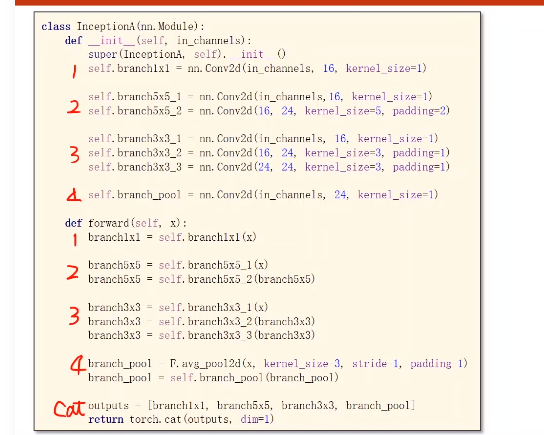 class InceptionA(nn.Module):
def __init__(self, in_channels):
super(InceptionA, self).__init__()
1 self.branch1x1 = nn.Conv2d(in_channels, 16, kernel_size=1)
self.branch5x5_1 = nn.Conv2d(in_channels,16, kernel_size=1)
2 self.branch5x5_2 = nn.Conv2d(16, 24, kernel_size=5, padding=2)
self.branch3x3_1 = nn.Conv2d(in_channels, 16, kernel_size=1)
3 self.branch3x3_2 = nn.Conv2d(16, 24, kernel_size=3, padding=1)
self.branch3x3_3 = nn.Conv2d(24, 24, kernel_size=3, padding=1)
4 self.branch_pool = nn.Conv2d(in_channels, 24, kernel_size=1)
def forward(self, x):
1 branch1x1 = self.branch1x1(x)
2 branch5x5 = self.branch5x5_1(x)
branch5x5 = self.branch5x5_2(branch5x5)
3 branch3x3 = self.branch3x3_1(x)
branch3x3 = self.branch3x3_2(branch3x3)
branch3x3 = self.branch3x3_3(branch3x3)
4 branch_pool = F.avg_pool2d(x, kernel_size=3, stride=1, padding=1)
branch_pool = self.branch_pool(branch_pool)
Cat outputs = [branch1x1, branch5x5, branch3x3, branch_pool]
return torch.cat(outputs, dim=1)